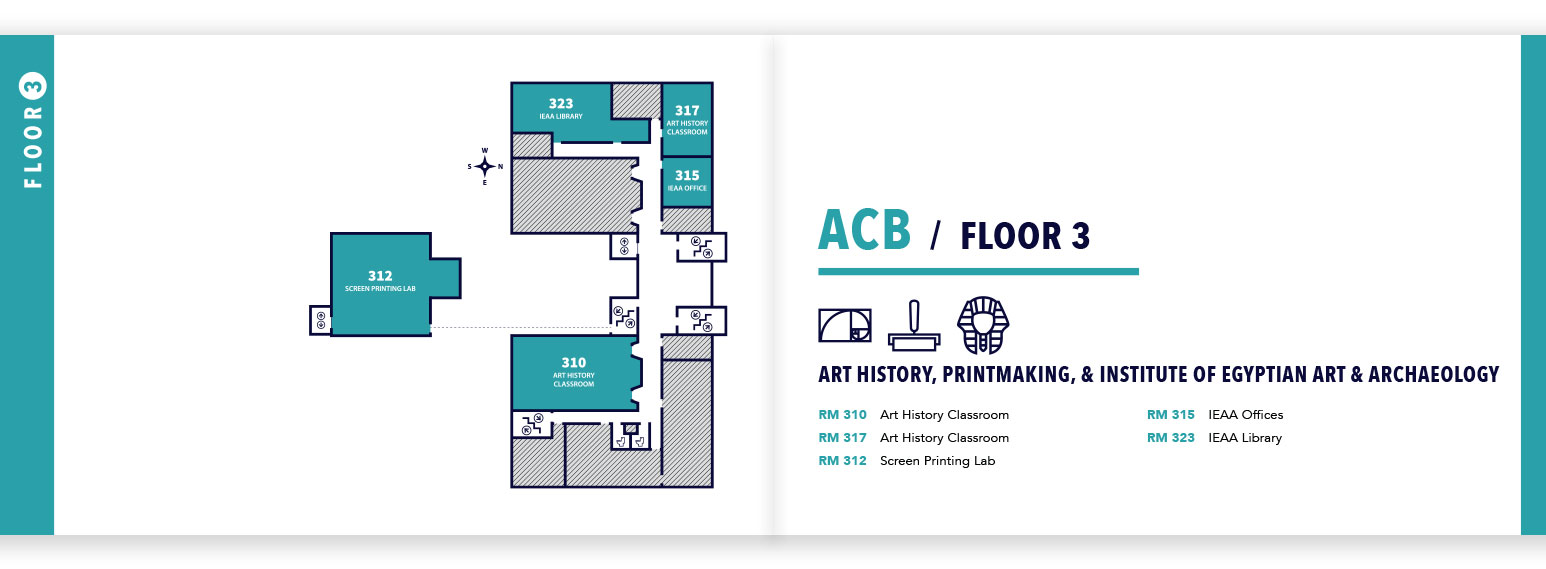 FLOOR 3
323
IEAA LIBRARY
317
ART HISTORY
CLASSROOM
W
S N
E
315
IEAA OFFICE
312
SCREEN PRINTING LAB
310
ART HISTORY
CLASSROOM
ACB / FLOOR 3
ART HISTORY, PRINTMAKING, & INSTITUTE OF EGYPTIAN ART & ARCHAEOLOGY
RM 310 Art History Classroom
RM 317 Art History Classroom
RM 312 Screen Printing Lab
RM 315 IEAA Offices
RM 323 IEAA Library